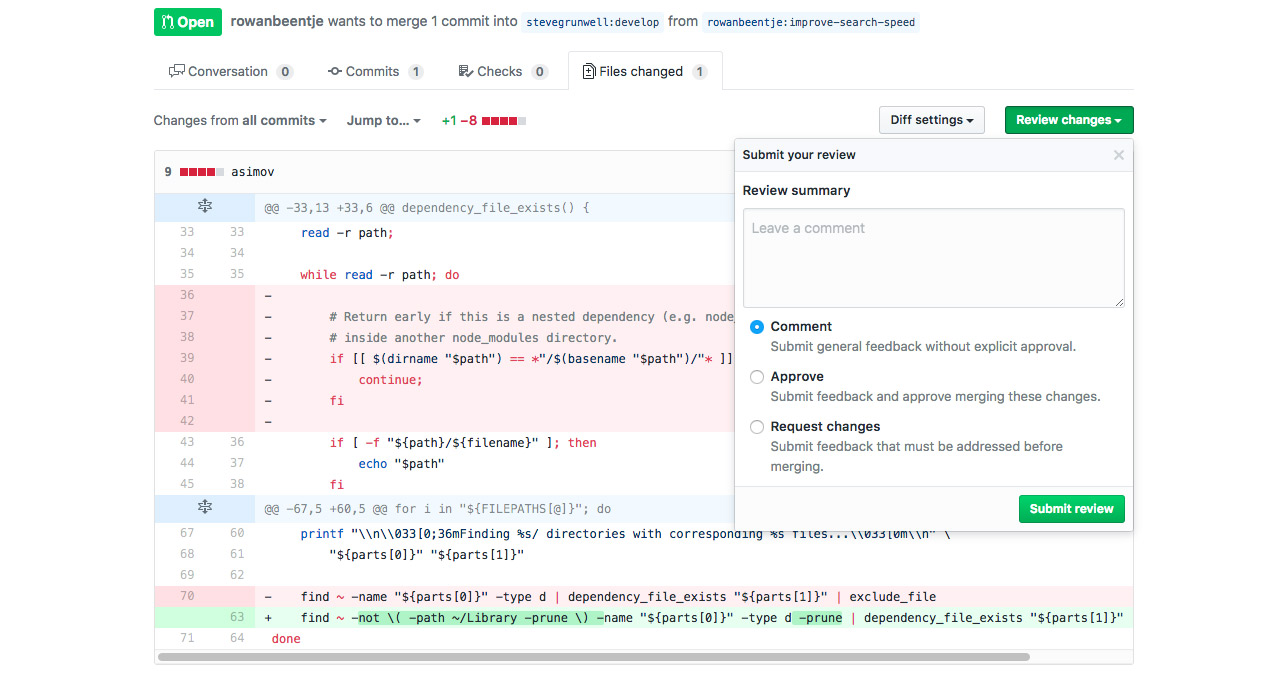 Open rowanbeentje wants to merge 1 commit into stevegrunwell:develop from rowanbeentje:improve-search-speed
Conversation 0 Commits 1 Checks 0 Files changed 1
Changes from all commits Jump to... +1 −8 Diff settings Review changes
9 asimov
@@ -33,13 +33,6 @@ dependency_file_exists() {
33 33 read -r path;
34 34
35 35 while read -r path; do
36 -
37 - # Return early if this is a nested dependency (e.g. node_
38 - # inside another node_modules directory.
39 - if [[ $(dirname "$path") == *"/$(basename "$path")/"* ]]
40 - continue;
41 - fi
42 -
43 36 if [ -f "${path}/${filename}" ]; then
44 37 echo "$path"
45 38 fi
@@ -67,5 +60,5 @@ for i in "${FILEPATHS[@]}"; do
67 60 printf "\\n\\033[0;36mFinding %s/ directories with corresponding %s files...\\033[0m\\n" \
68 61 "${parts[0]}" "${parts[1]}"
69 62
70 - find ~ -name "${parts[0]}" -type d | dependency_file_exists "${parts[1]}" | exclude_file
63 + find ~ -not \( -path ~/Library -prune \) -name "${parts[0]}" -type d -prune | dependency_file_exists "${parts[1]}"
71 64 done
Submit your review
Review summary
Leave a comment
Comment
Submit general feedback without explicit approval.
Approve
Submit feedback and approve merging these changes.
Request changes
Submit feedback that must be addressed before
merging.
Submit review